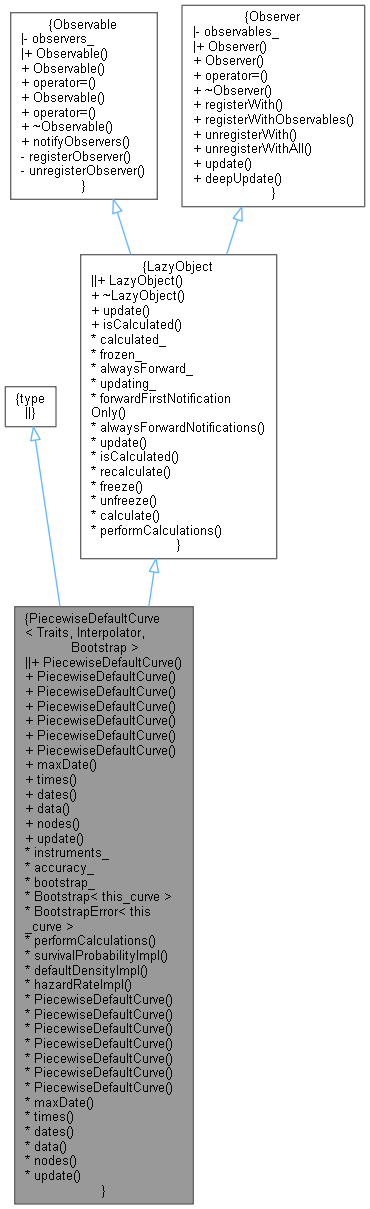 {Observable
|- observers_
|+ Observable()
+ Observable()
+ operator=()
+ Observable()
+ operator=()
+ ~Observable()
+ notifyObservers()
- registerObserver()
- unregisterObserver()
}
{Observer
|- observables_
|+ Observer()
+ Observer()
+ operator=()
+ ~Observer()
+ registerWith()
+ registerWithObservables()
+ unregisterWith()
+ unregisterWithAll()
+ update()
+ deepUpdate()
}
{LazyObject
||+ LazyObject()
+ ~LazyObject()
+ update()
+ isCalculated()
* calculated_
* frozen_
* alwaysForward_
* updating_
* forwardFirstNotification
Only()
* alwaysForwardNotifications()
* update()
* isCalculated()
* recalculate()
* freeze()
* unfreeze()
* calculate()
* performCalculations()
}
{type
||}
{PiecewiseDefaultCurve
< Traits, Interpolator,
Bootstrap >
||+ PiecewiseDefaultCurve()
+ PiecewiseDefaultCurve()
+ PiecewiseDefaultCurve()
+ PiecewiseDefaultCurve()
+ PiecewiseDefaultCurve()
+ PiecewiseDefaultCurve()
+ PiecewiseDefaultCurve()
+ maxDate()
+ times()
+ dates()
+ data()
+ nodes()
+ update()
* instruments_
* accuracy_
* bootstrap_
* Bootstrap< this_curve >
* BootstrapError< this
_curve >
* performCalculations()
* survivalProbabilityImpl()
* defaultDensityImpl()
* hazardRateImpl()
* PiecewiseDefaultCurve()
* PiecewiseDefaultCurve()
* PiecewiseDefaultCurve()
* PiecewiseDefaultCurve()
* PiecewiseDefaultCurve()
* PiecewiseDefaultCurve()
* PiecewiseDefaultCurve()
* maxDate()
* times()
* dates()
* data()
* nodes()
* update()
}